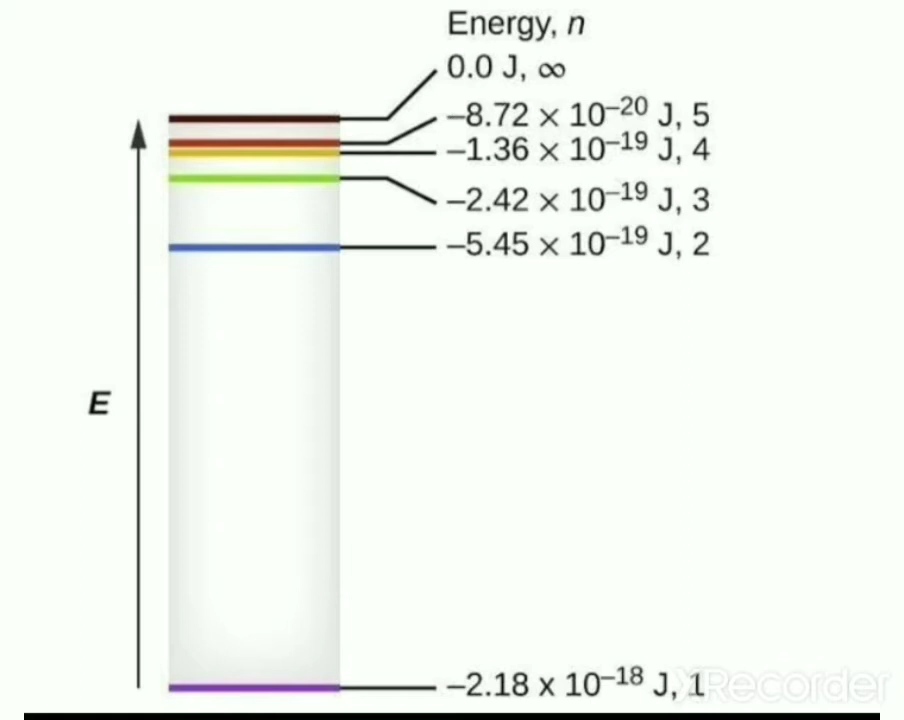 Energy, n
0.0 J, ∞
–8.72 × 10⁻²⁰ J, 5
–1.36 × 10⁻¹⁹ J, 4
–2.42 × 10⁻¹⁹ J, 3
–5.45 × 10⁻¹⁹ J, 2
E
–2.18 x 10⁻¹⁸ J, 1
XRecorder